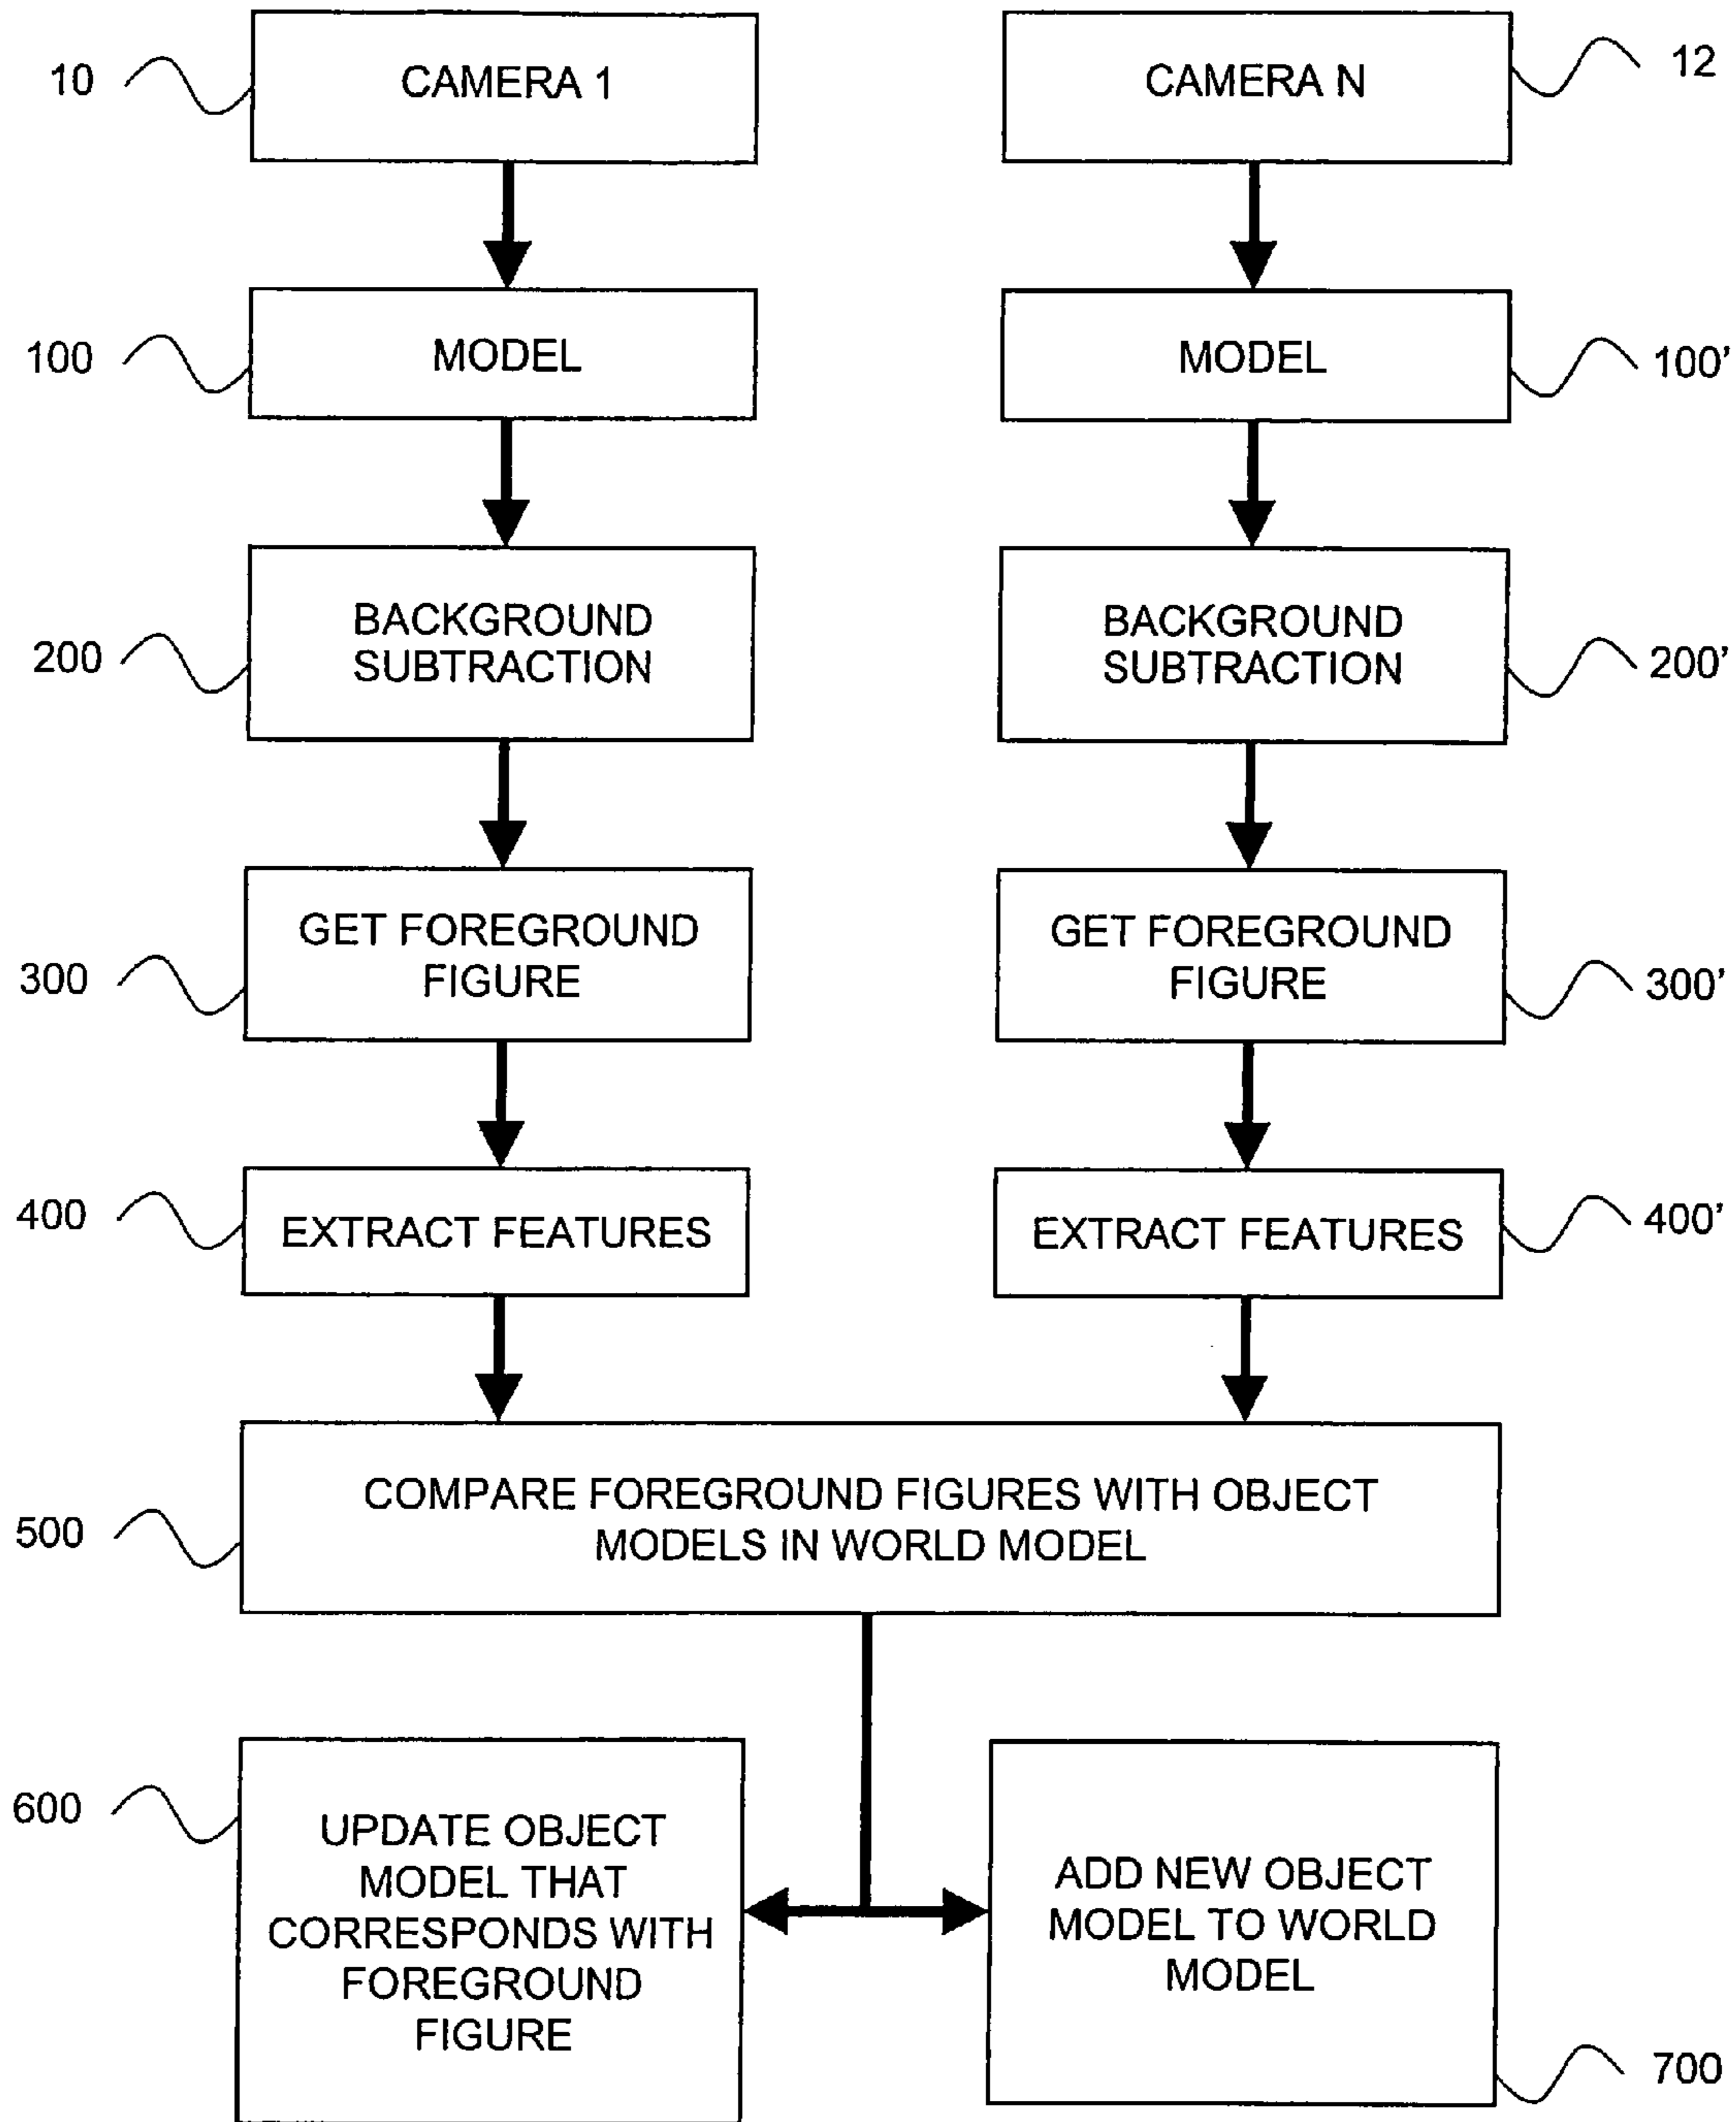 10
CAMERA 1
CAMERA N
12
100
MODEL
MODEL
100'
200
BACKGROUND
SUBTRACTION
BACKGROUND
SUBTRACTION
200'
300
GET FOREGROUND
FIGURE
GET FOREGROUND
FIGURE
300'
400
EXTRACT FEATURES
EXTRACT FEATURES
400'
500
COMPARE FOREGROUND FIGURES WITH OBJECT
MODELS IN WORLD MODEL
600
UPDATE OBJECT
MODEL THAT
CORRESPONDS WITH
FOREGROUND
FIGURE
ADD NEW OBJECT
MODEL TO WORLD
MODEL
700